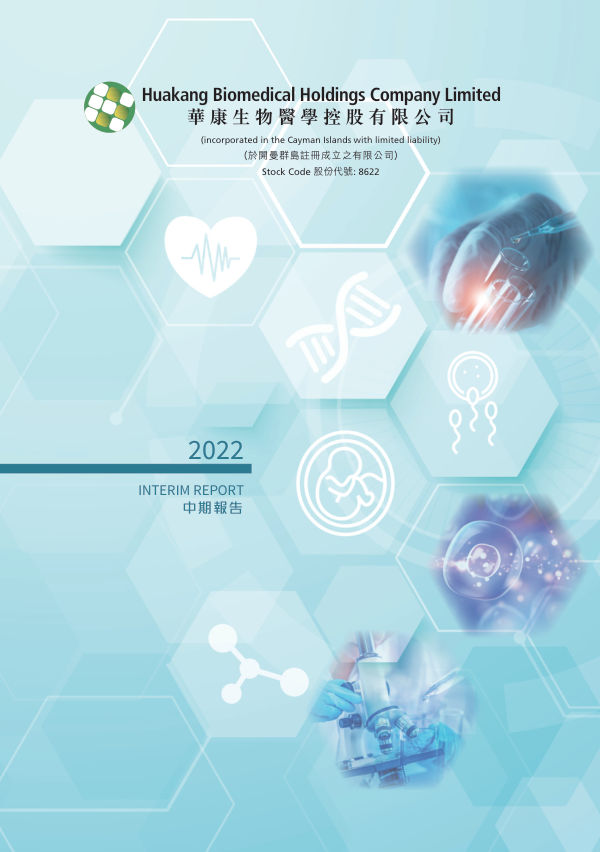 Huakang Biomedical Holdings Company Limited
華康生物醫學控股有限公司
(incorporated in the Cayman Islands with limited liability)
(於開曼群島註冊成立之有限公司)
Stock Code 股份代號: 8622
2022
INTERIM REPORT
中期報告